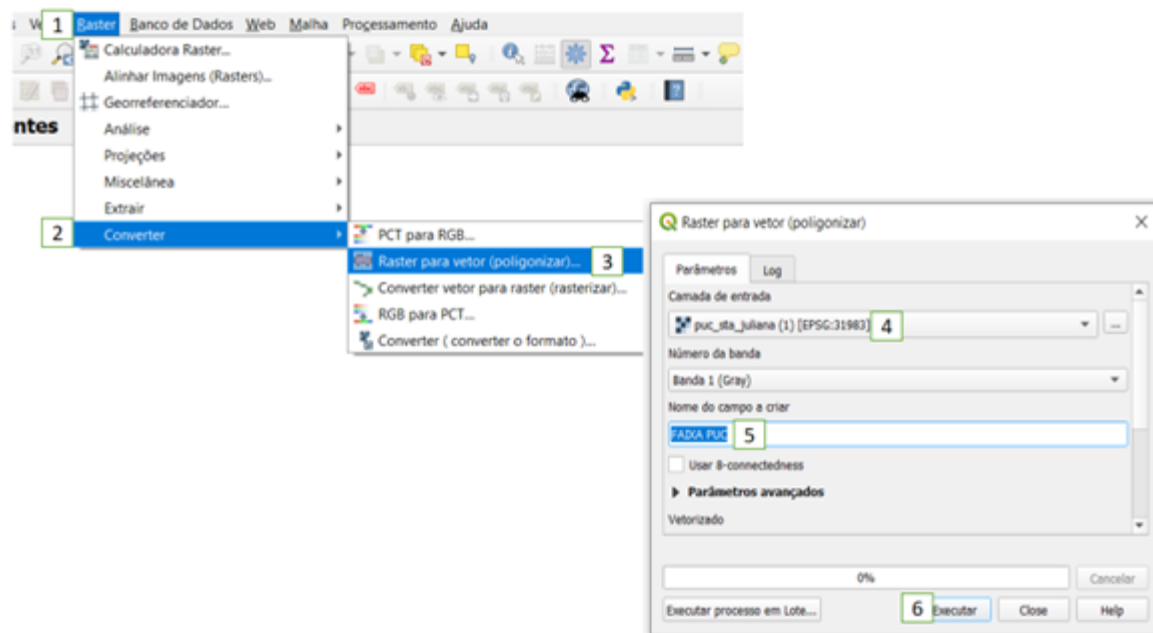 1 Raster Banco de Dados Web Malha Processamento Ajuda
Calculadora Raster...
Alinhar Imagens (Rasters)...
Georreferenciador...
ntes
Análise
Projeções
Miscelânea
Extrair
2 Converter
PCT para RGB...
Raster para vetor (poligonizar)... 3
Converter vetor para raster (rasterizar)...
RGB para PCT...
Converter ( converter o formato )...
Raster para vetor (poligonizar)
Parâmetros Log
Camada de entrada
puc_sta_juliana (1) [EPSG:31983] 4
Número da banda
Banda 1 (Gray)
Nome do campo a criar
FAIXA PUC 5
Usar 8-connectedness
Parâmetros avançados
Vetorizado
0% Cancelar
Executar processo em Lote... 6 Executar Close Help